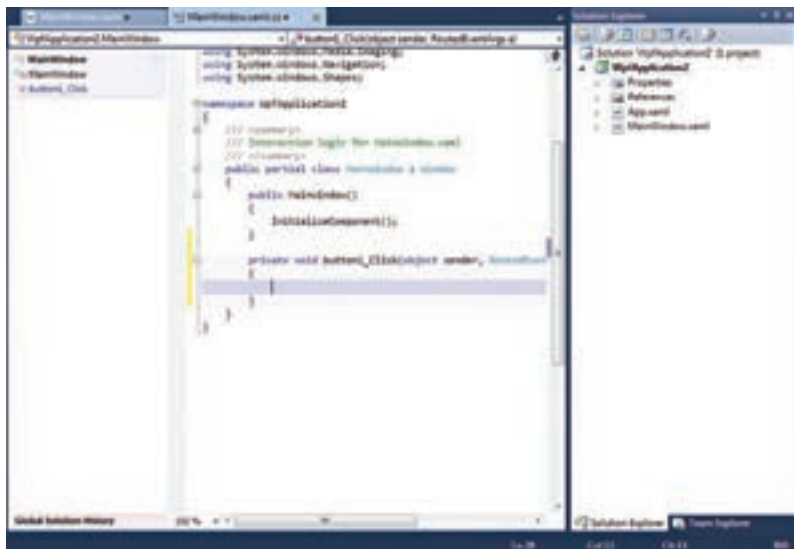 MainWindow.xaml.cs
WpfApplication2.MainWindow
button1_Click(object sender, RoutedEventArgs e)
MainWindow
MainWindow
button1_Click
using System.Windows.Media.Imaging;
using System.Windows.Navigation;
using System.Windows.Shapes;
namespace WpfApplication2
{
/// <summary>
/// Interaction logic for MainWindow.xaml
/// </summary>
public partial class MainWindow : Window
{
public MainWindow()
{
InitializeComponent();
}
private void button1_Click(object sender,
{
}
}
}
Global Solution History
100 %
Solution Explorer
Solution 'WpfApplication2' (1 project)
WpfApplication2
Properties
References
App.xaml
MainWindow.xaml
Solution Explorer
Team Explorer